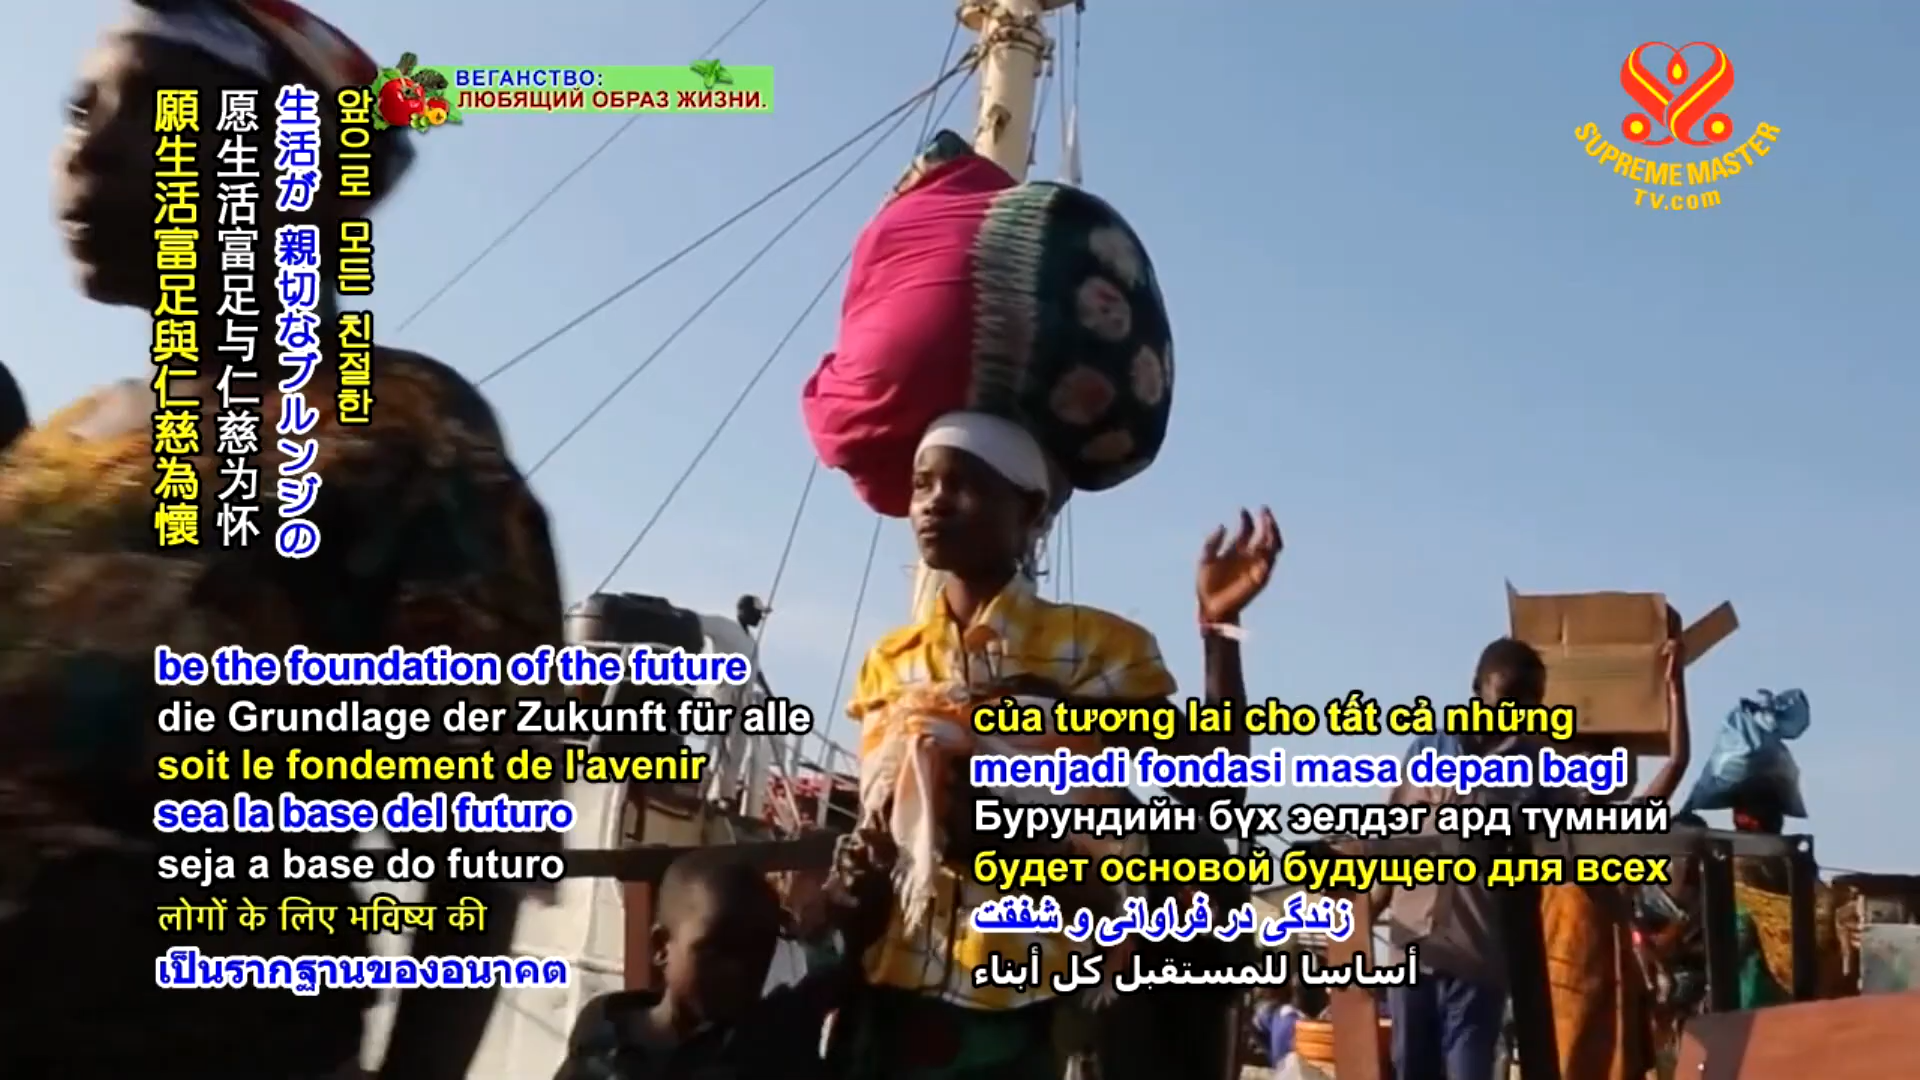 ВЕГАНСТВО:
ЛЮБЯЩИЙ ОБРАЗ ЖИЗНИ.
SUPREME MASTER
TV.com
앞으로 모든 친절한
生活が 親切なブルンジの
愿生活富足与仁慈为怀
願生活富足與仁慈為懷
be the foundation of the future
die Grundlage der Zukunft für alle
soit le fondement de l'avenir
sea la base del futuro
seja a base do futuro
लोगों के लिए भविष्य की
เป็นรากฐานของอนาคต
của tương lai cho tất cả những
menjadi fondasi masa depan bagi
Бурундийн бүх эелдэг ард түмний
будет основой будущего для всех
زندگی در فراوانی و شفقت
أساسا للمستقبل كل أبناء